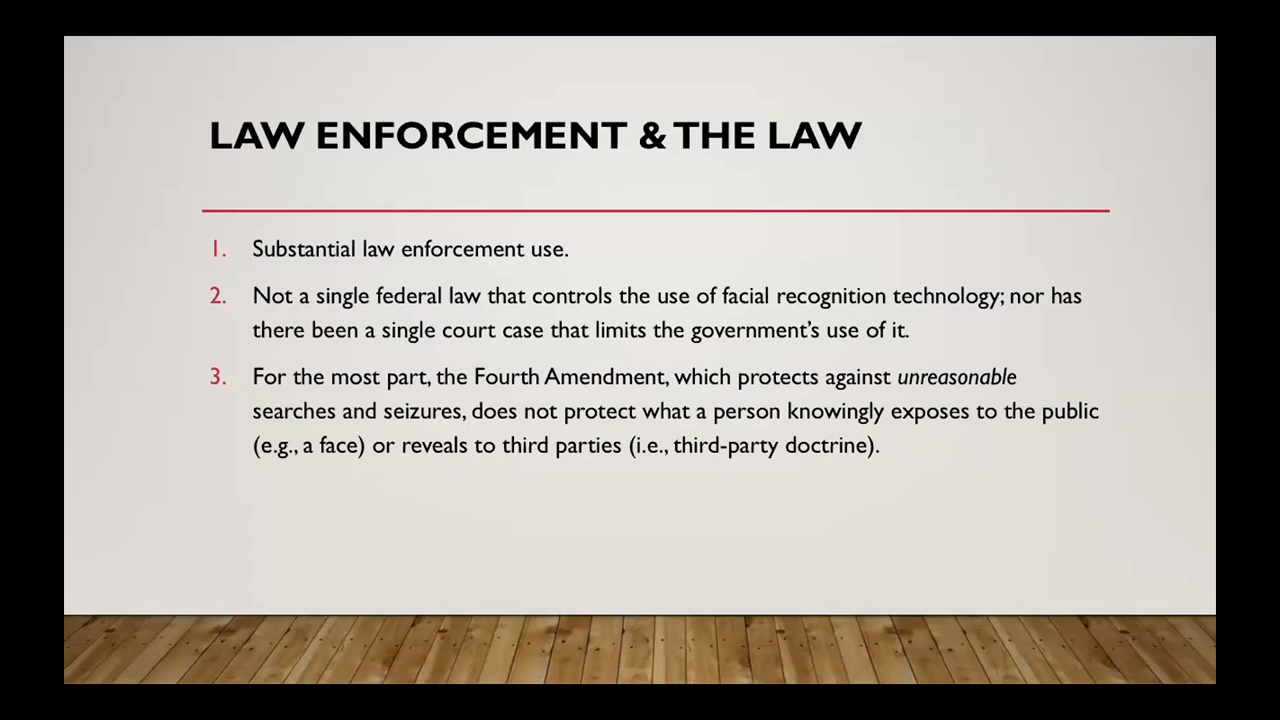 LAW ENFORCEMENT & THE LAW
1. Substantial law enforcement use.
2. Not a single federal law that controls the use of facial recognition technology; nor has
there been a single court case that limits the government’s use of it.
3. For the most part, the Fourth Amendment, which protects against unreasonable
searches and seizures, does not protect what a person knowingly exposes to the public
(e.g., a face) or reveals to third parties (i.e., third-party doctrine).